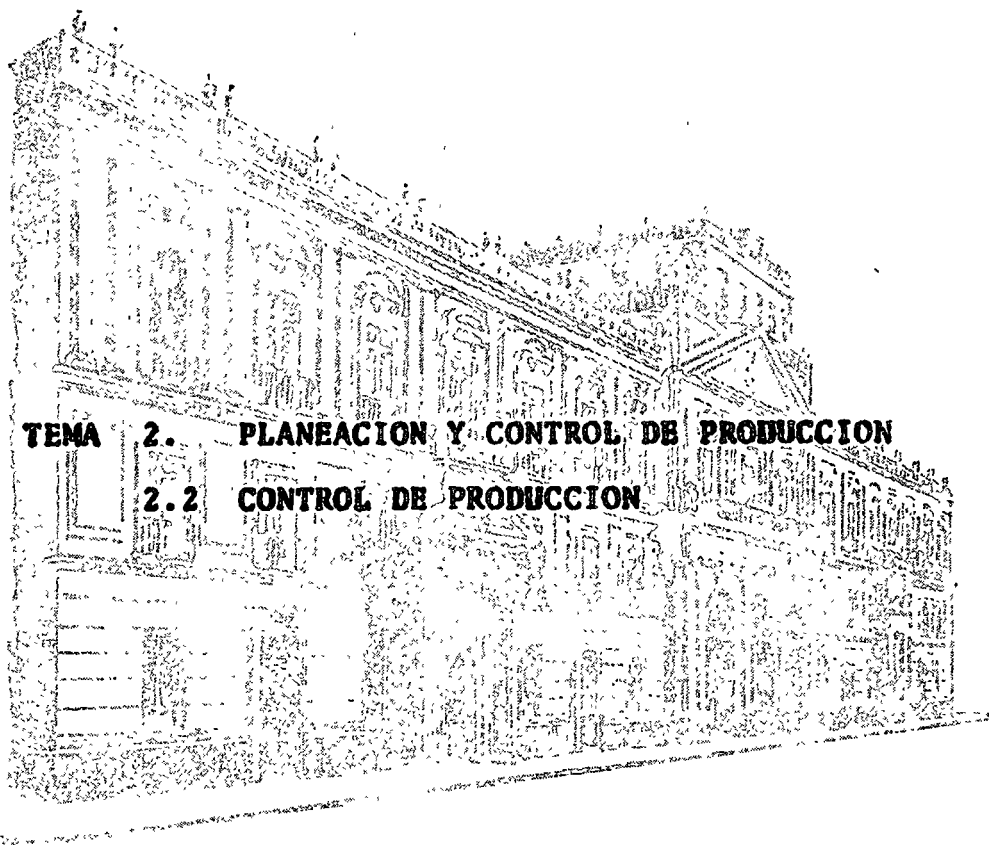 TEMA 2. PLANEACION Y CONTROL DE PRODUCCION
2.2 CONTROL DE PRODUCCION